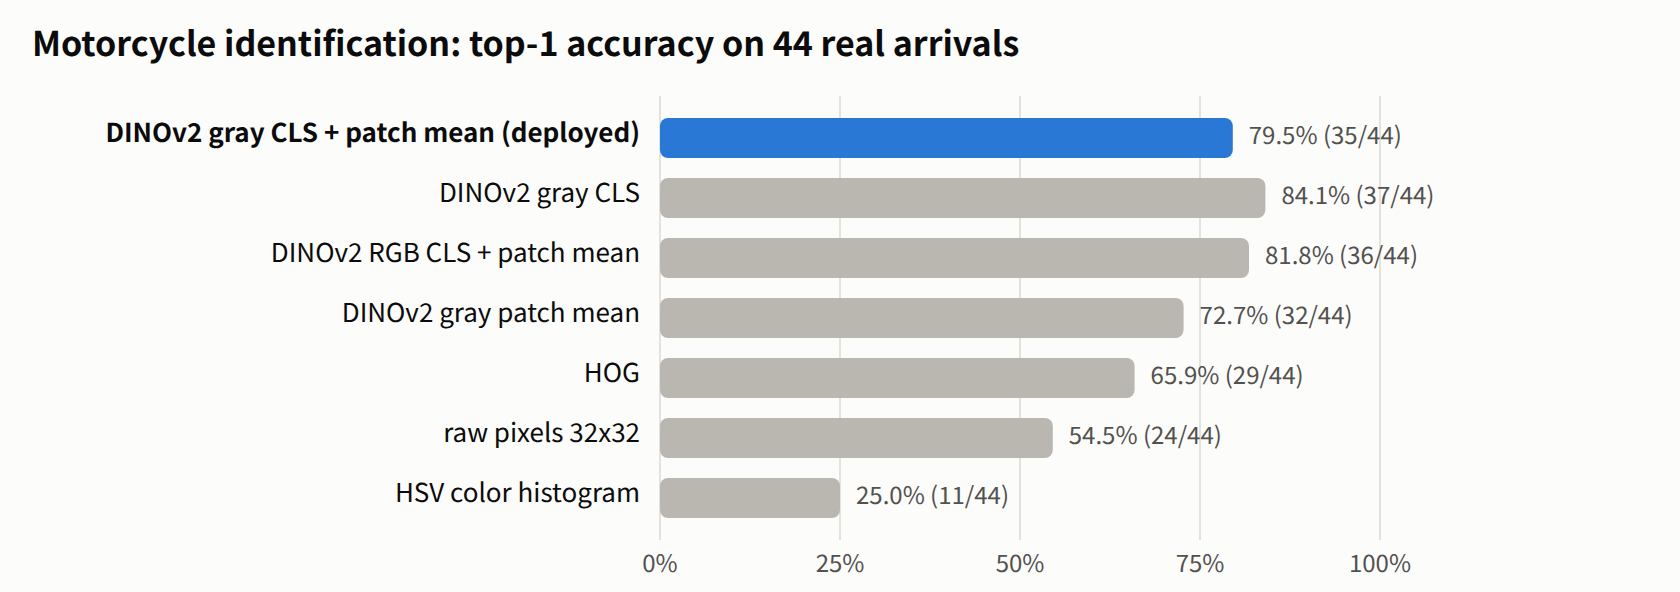 Motorcycle identification: top-1 accuracy on 44 real arrivals
DINOv2 gray CLS + patch mean (deployed) 79.5% (35/44)
DINOv2 gray CLS 84.1% (37/44)
DINOv2 RGB CLS + patch mean 81.8% (36/44)
DINOv2 gray patch mean 72.7% (32/44)
HOG 65.9% (29/44)
raw pixels 32x32 54.5% (24/44)
HSV color histogram 25.0% (11/44)
0% 25% 50% 75% 100%